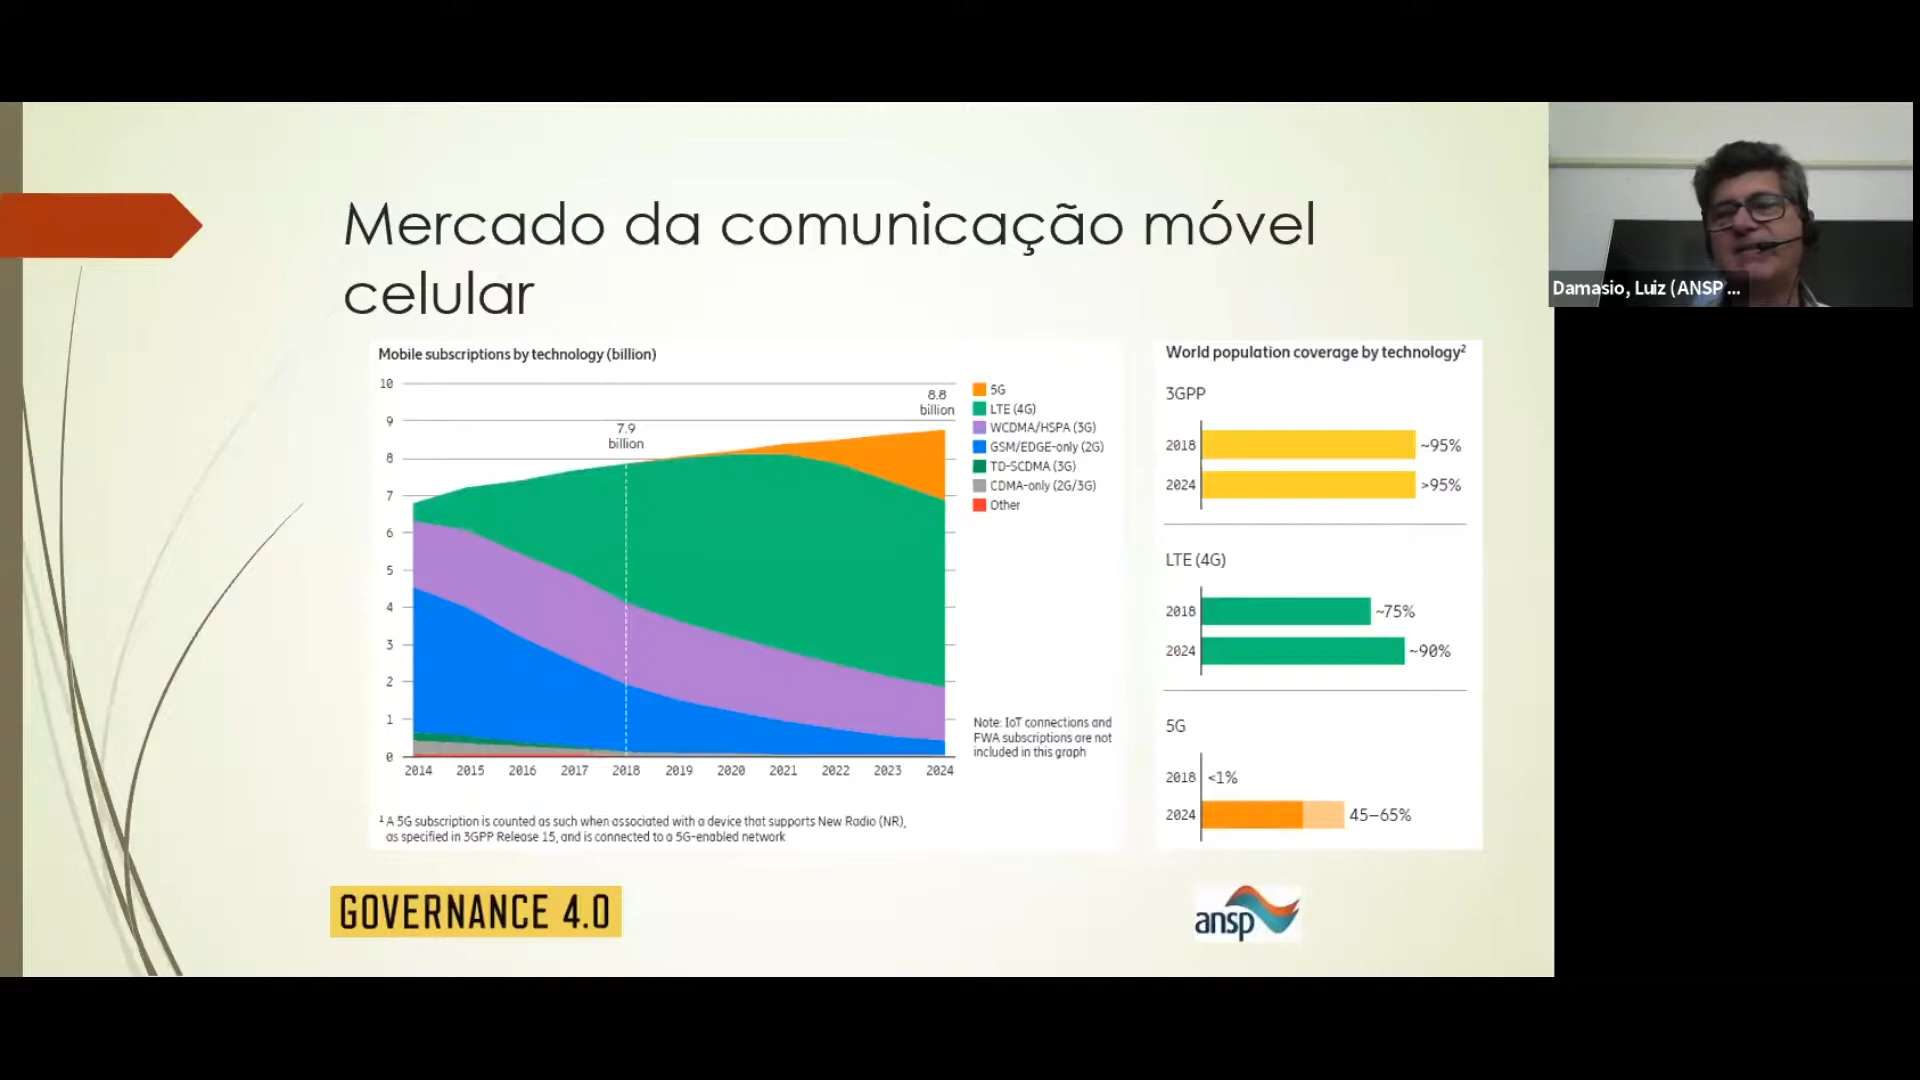 Mercado da comunicação móvel
celular
Mobile subscriptions by technology (billion)
10
9
8
7
6
5
4
3
2
1
0
7.9
billion
8.8
billion
2014 2015 2016 2017 2018 2019 2020 2021 2022 2023 2024
5G
LTE (4G)
WCDMA/HSPA (3G)
GSM/EDGE-only (2G)
TD-SCDMA (3G)
CDMA-only (2G/3G)
Other
Note: IoT connections and
FWA subscriptions are not
included in this graph
1 A 5G subscription is counted as such when associated with a device that supports New Radio (NR),
as specified in 3GPP Release 15, and is connected to a 5G-enabled network
World population coverage by technology2
3GPP
2018 ~95%
2024 >95%
LTE (4G)
2018 ~75%
2024 ~90%
5G
2018 <1%
2024 45–65%
GOVERNANCE 4.0
ansp
Damasio, Luiz (ANSP ...